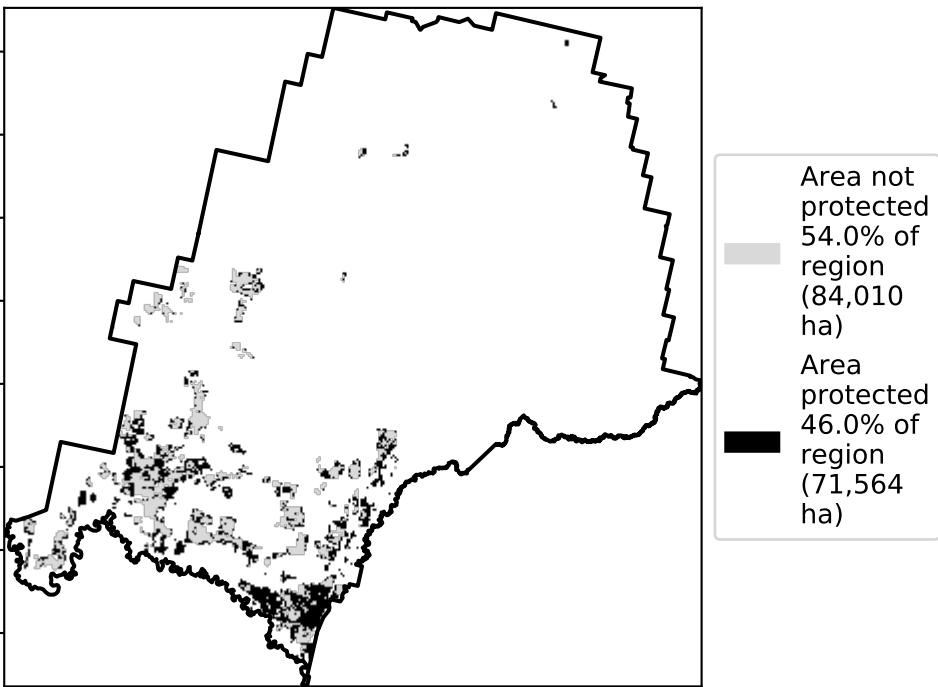 Area not
protected
54.0% of
region
(84,010
ha)
Area
protected
46.0% of
region
(71,564
ha)